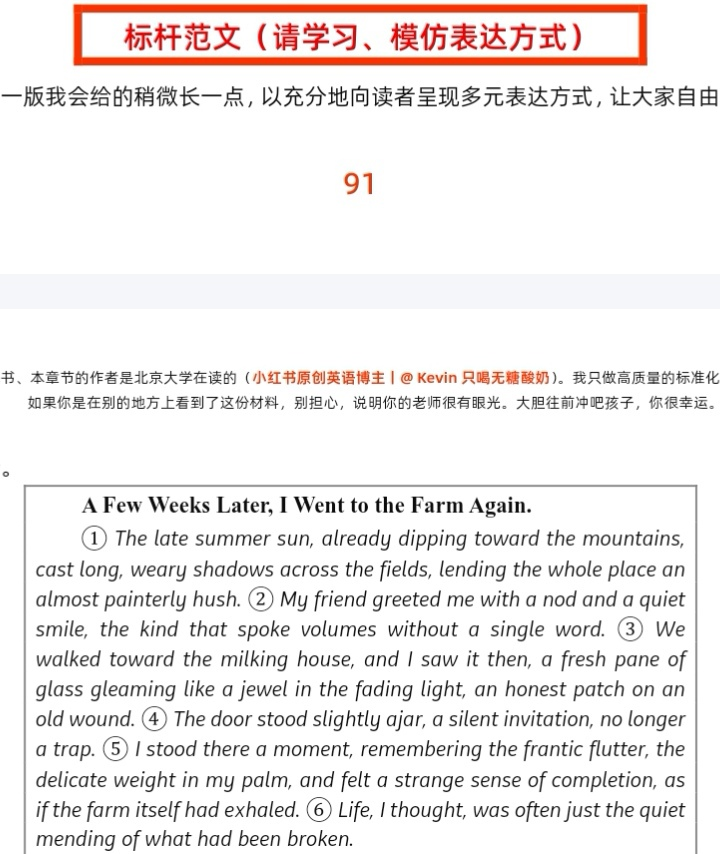 标杆范文（请学习、模仿表达方式）
一版我会给的稍微长一点，以充分地向读者呈现多元表达方式，让大家自由
91
书、本章节的作者是北京大学在读的（小红书原创英语博主 | @ Kevin 只喝无糖酸奶）。我只做高质量的标准化
如果你是在别的地方上看到了这份材料，别担心，说明你的老师很有眼光。大胆往前冲吧孩子，你很幸运。
。
A Few Weeks Later, I Went to the Farm Again.
① The late summer sun, already dipping toward the mountains,
cast long, weary shadows across the fields, lending the whole place an
almost painterly hush. ② My friend greeted me with a nod and a quiet
smile, the kind that spoke volumes without a single word. ③ We
walked toward the milking house, and I saw it then, a fresh pane of
glass gleaming like a jewel in the fading light, an honest patch on an
old wound. ④ The door stood slightly ajar, a silent invitation, no longer
a trap. ⑤ I stood there a moment, remembering the frantic flutter, the
delicate weight in my palm, and felt a strange sense of completion, as
if the farm itself had exhaled. ⑥ Life, I thought, was often just the quiet
mending of what had been broken.